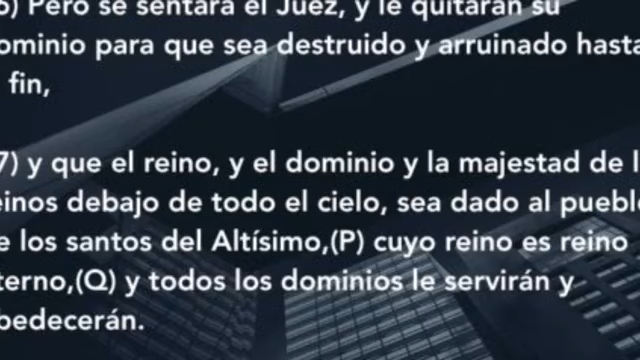 6) Pero se sentará el Juez, y le quitarán su
ominio para que sea destruido y arruinado hasta
fin,
7) y que el reino, y el dominio y la majestad de l
einos debajo de todo el cielo, sea dado al pueblo
e los santos del Altísimo,(P) cuyo reino es reino
terno,(Q) y todos los dominios le servirán y
bedecerán.